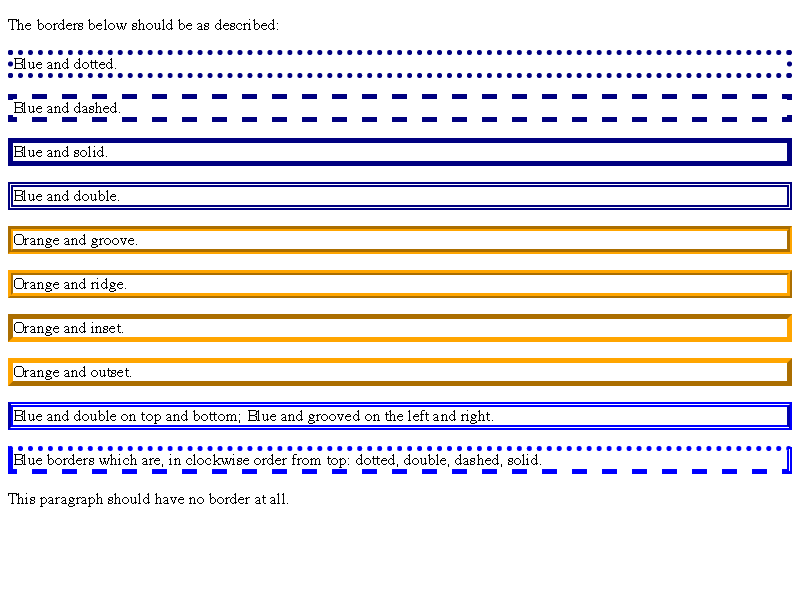 The borders below should be as described:
Blue and dotted.
Blue and dashed.
Blue and solid.
Blue and double.
Orange and groove.
Orange and ridge.
Orange and inset.
Orange and outset.
Blue and double on top and bottom; Blue and grooved on the left and right.
Blue borders which are, in clockwise order from top: dotted, double, dashed, solid.
This paragraph should have no border at all.